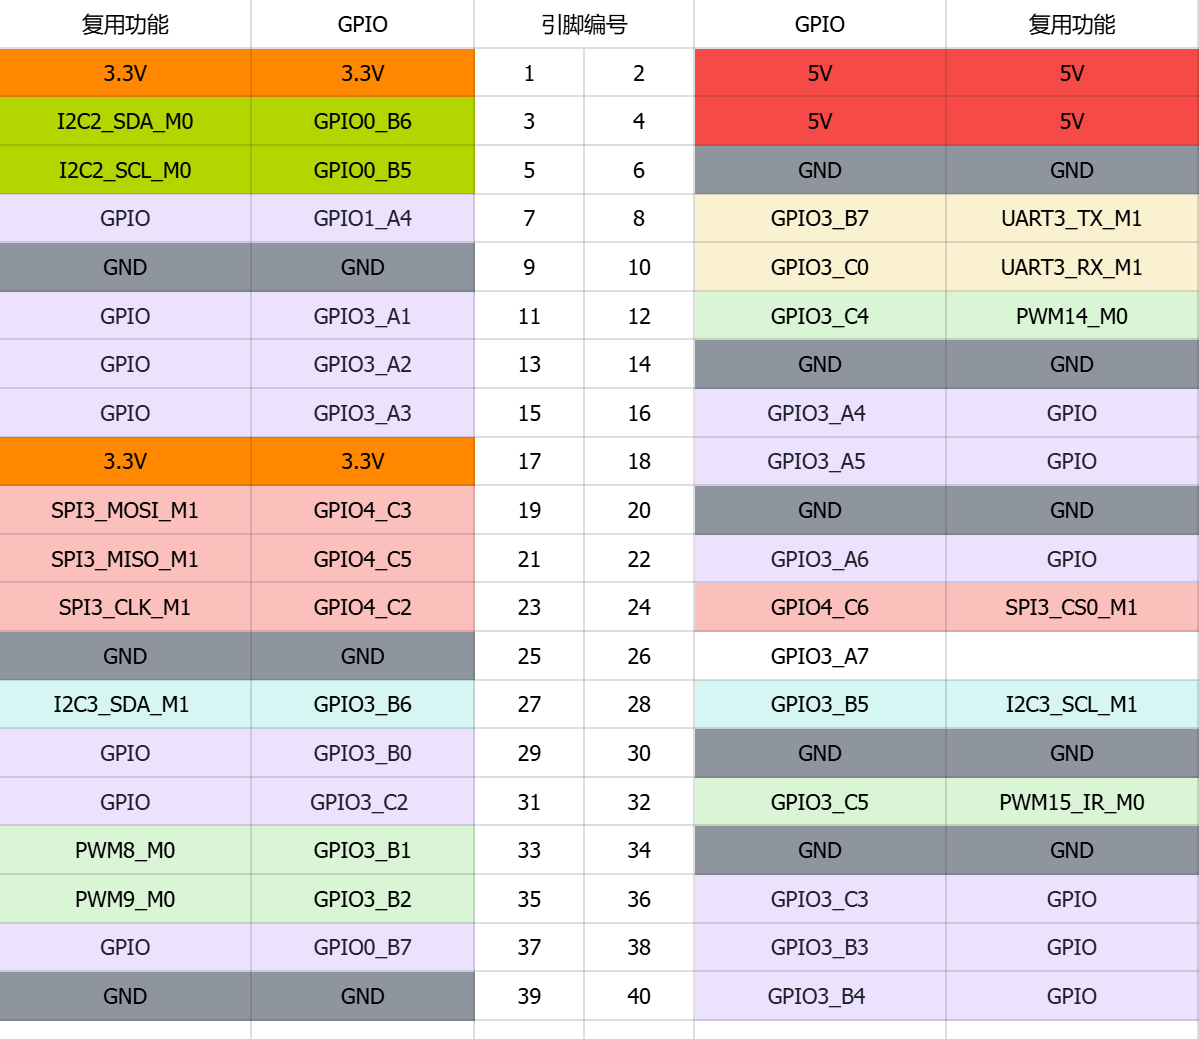 复用功能 GPIO 引脚编号 GPIO 复用功能
3.3V 3.3V 1 2 5V 5V
I2C2_SDA_M0 GPIO0_B6 3 4 5V 5V
I2C2_SCL_M0 GPIO0_B5 5 6 GND GND
GPIO GPIO1_A4 7 8 GPIO3_B7 UART3_TX_M1
GND GND 9 10 GPIO3_C0 UART3_RX_M1
GPIO GPIO3_A1 11 12 GPIO3_C4 PWM14_M0
GPIO GPIO3_A2 13 14 GND GND
GPIO GPIO3_A3 15 16 GPIO3_A4 GPIO
3.3V 3.3V 17 18 GPIO3_A5 GPIO
SPI3_MOSI_M1 GPIO4_C3 19 20 GND GND
SPI3_MISO_M1 GPIO4_C5 21 22 GPIO3_A6 GPIO
SPI3_CLK_M1 GPIO4_C2 23 24 GPIO4_C6 SPI3_CS0_M1
GND GND 25 26 GPIO3_A7
I2C3_SDA_M1 GPIO3_B6 27 28 GPIO3_B5 I2C3_SCL_M1
GPIO GPIO3_B0 29 30 GND GND
GPIO GPIO3_C2 31 32 GPIO3_C5 PWM15_IR_M0
PWM8_M0 GPIO3_B1 33 34 GND GND
PWM9_M0 GPIO3_B2 35 36 GPIO3_C3 GPIO
GPIO GPIO0_B7 37 38 GPIO3_B3 GPIO
GND GND 39 40 GPIO3_B4 GPIO